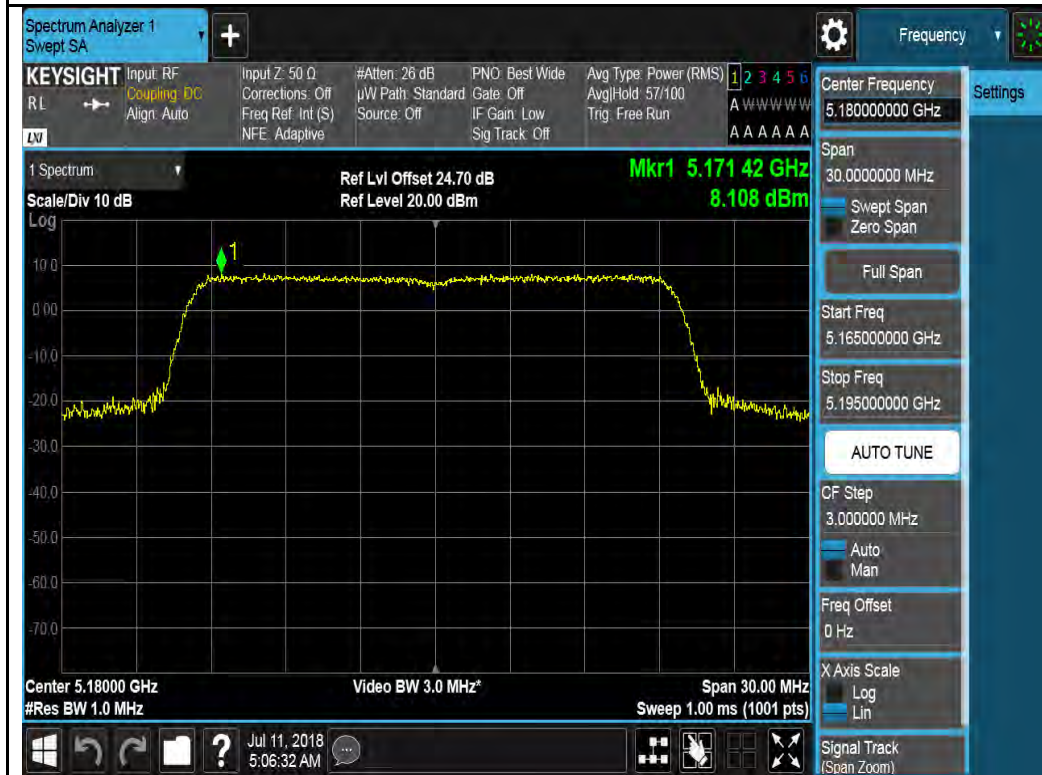 Spectrum Analyzer 1
Swept SA
Frequency
KEYSIGHT
RL
LXI
Input: RF
Coupling: DC
Align: Auto
Input Z: 50 Ω
Corrections: Off
Freq Ref: Int (S)
NFE: Adaptive
#Atten: 26 dB
µW Path: Standard
Source: Off
PNO: Best Wide
Gate: Off
IF Gain: Low
Sig Track: Off
Avg Type: Power (RMS)
Avg|Hold: 57/100
Trig: Free Run
1 2 3 4 5 6
A W W W W W
A A A A A A
1 Spectrum
Scale/Div 10 dB
Ref Lvl Offset 24.70 dB
Ref Level 20.00 dBm
Mkr1 5.171 42 GHz
8.108 dBm
Log
10.0
0.00
-10.0
-20.0
-30.0
-40.0
-50.0
-60.0
-70.0
1
Center 5.18000 GHz
#Res BW 1.0 MHz
Video BW 3.0 MHz*
Span 30.00 MHz
Sweep 1.00 ms (1001 pts)
Center Frequency
5.180000000 GHz
Span
30.0000000 MHz
Swept Span
Zero Span
Full Span
Start Freq
5.165000000 GHz
Stop Freq
5.195000000 GHz
AUTO TUNE
CF Step
3.000000 MHz
Auto
Man
Freq Offset
0 Hz
X Axis Scale
Log
Lin
Signal Track
(Span Zoom)
Settings
?
Jul 11, 2018
5:06:32 AM